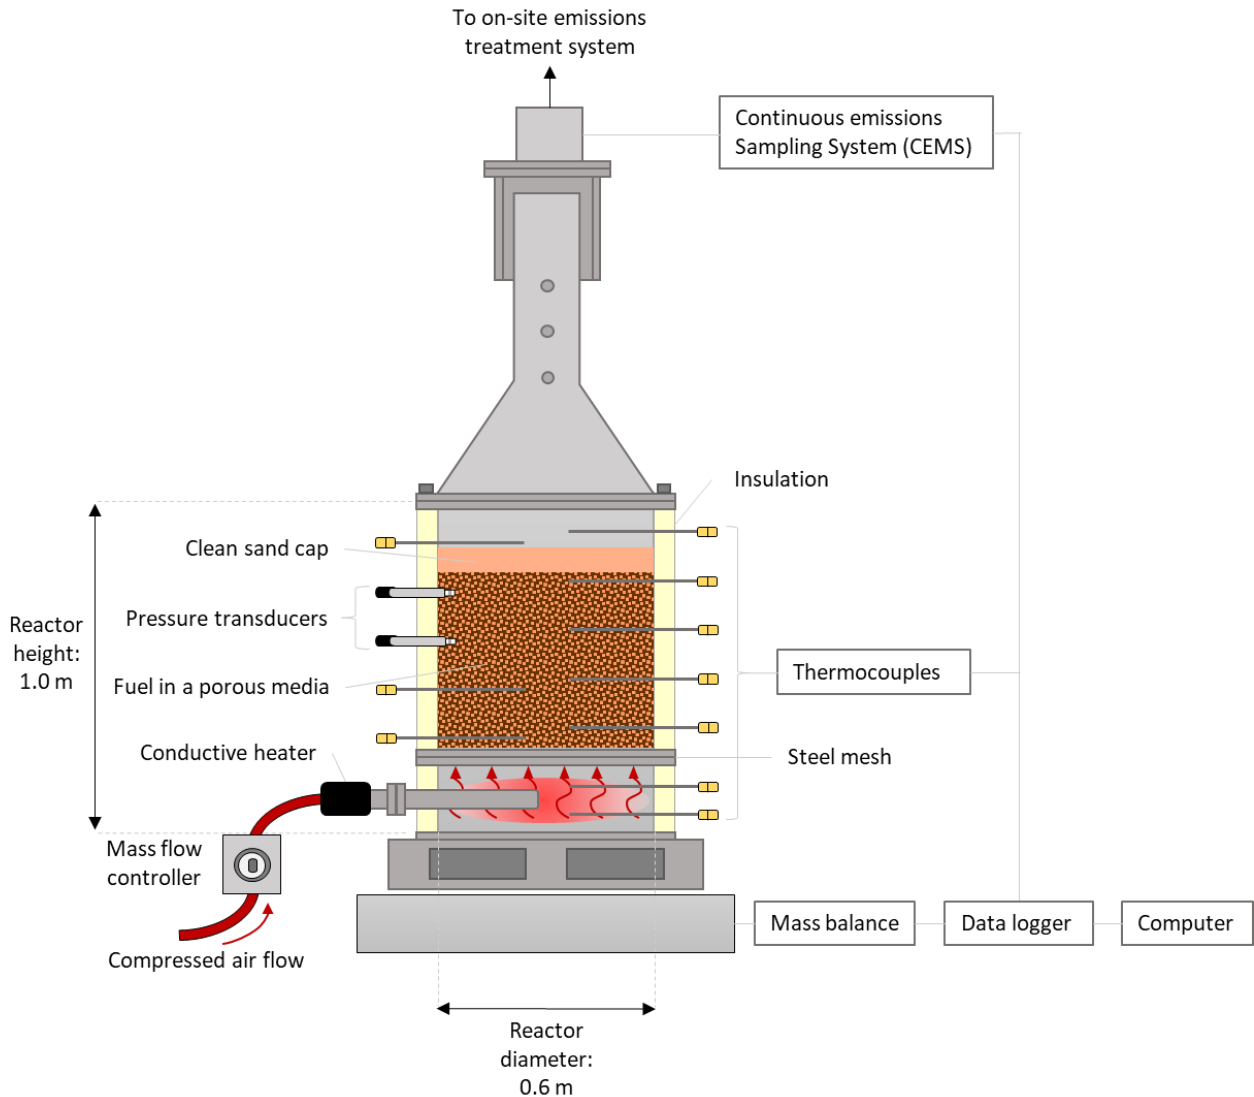 To on-site emissions
treatment system
Continuous emissions
Sampling System (CEMS)
Insulation
Clean sand cap
Pressure transducers
Reactor
height:
1.0 m
Fuel in a porous media
Thermocouples
Conductive heater
Steel mesh
Mass flow
controller
Compressed air flow
Mass balance
Data logger
Computer
Reactor
diameter:
0.6 m